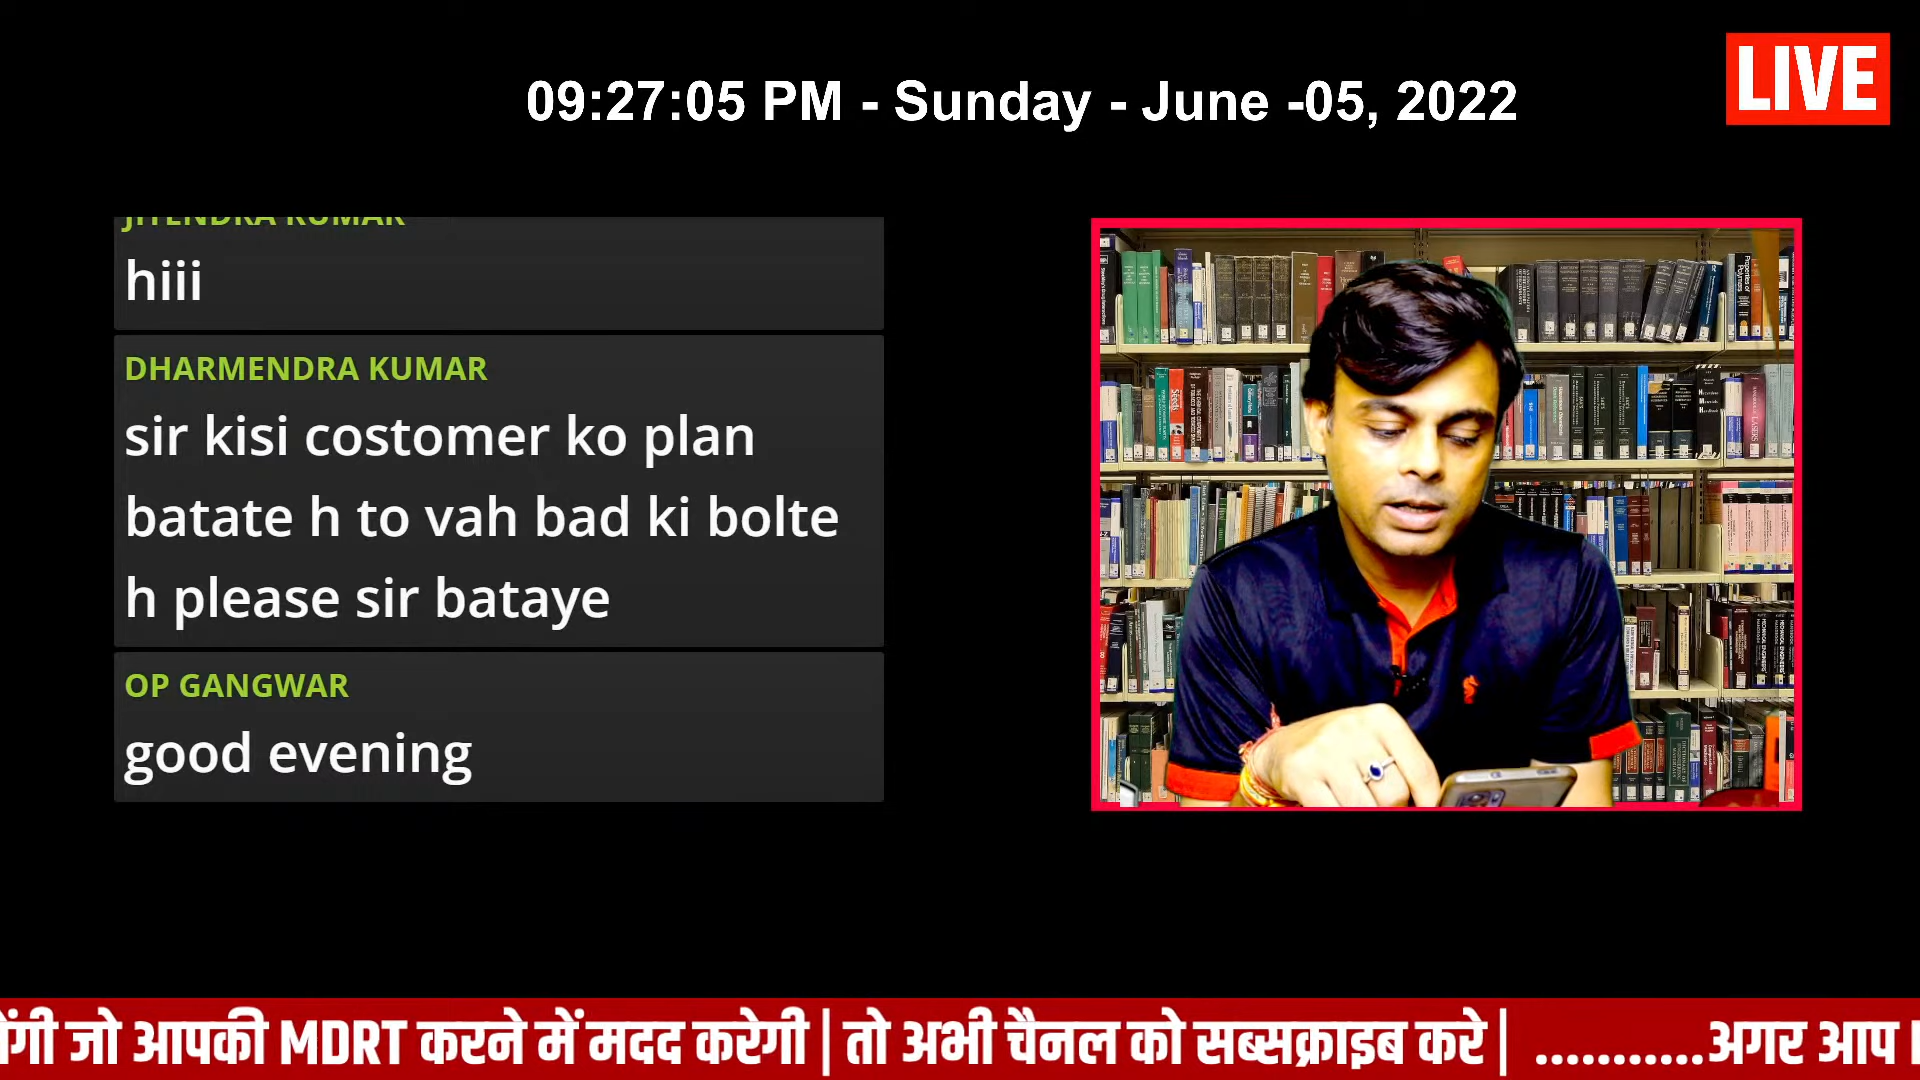 LIVE
09:27:05 PM - Sunday - June -05, 2022
JITENDRA KUMAR
hiii
DHARMENDRA KUMAR
sir kisi costomer ko plan
batate h to vah bad ki bolte
h please sir bataye
OP GANGWAR
good evening
जो आपकी MDRT करने में मदद करेगी | तो अभी चैनल को सब्सक्राइब करे | ...........अगर आप